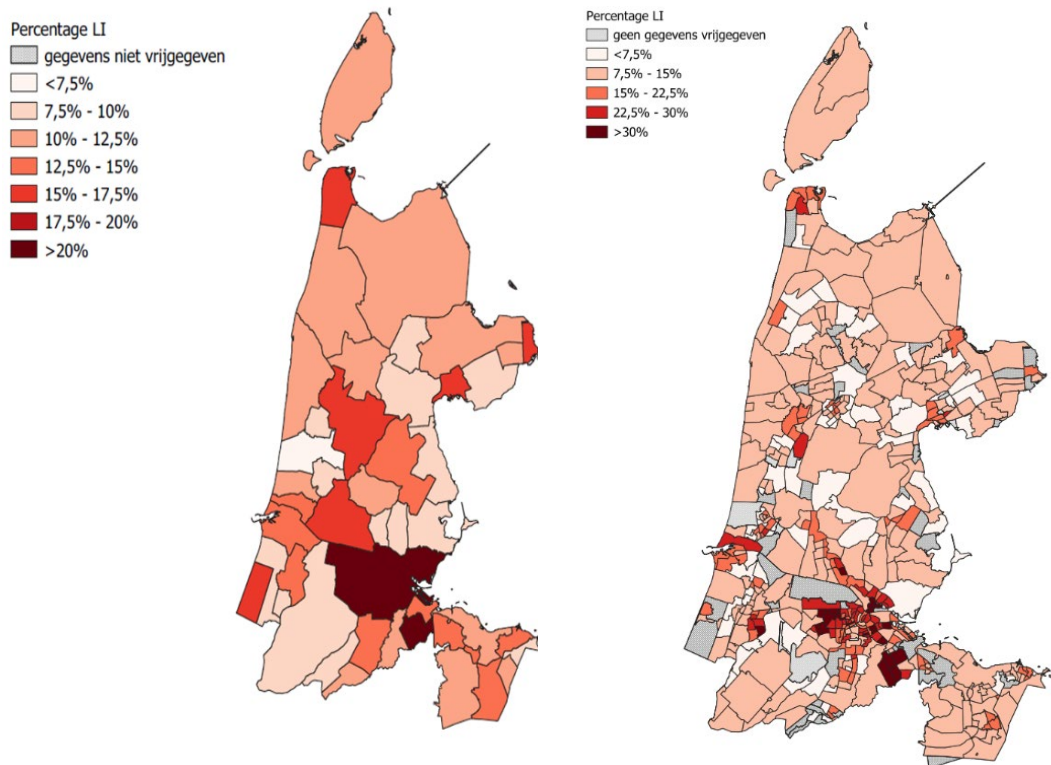 Percentage LI
gegevens niet vrijgegeven
<7,5%
7,5% - 10%
10% - 12,5%
12,5% - 15%
15% - 17,5%
17,5% - 20%
>20%
Percentage LI
geen gegevens vrijgegeven
<7,5%
7,5% - 15%
15% - 22,5%
22,5% - 30%
>30%